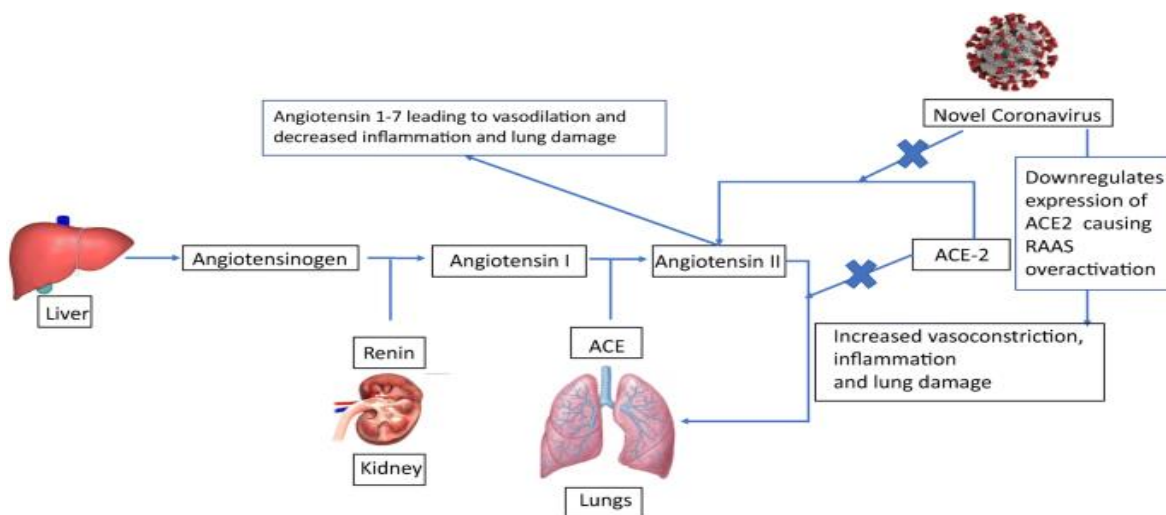 Novel Coronavirus
Angiotensin 1-7 leading to vasodilation and
decreased inflammation and lung damage
Downregulates
expression of
ACE2 causing
RAAS
overactivation
Angiotensinogen
Angiotensin I
Angiotensin II
ACE-2
Liver
Increased vasoconstriction,
inflammation
and lung damage
Renin
ACE
Kidney
Lungs